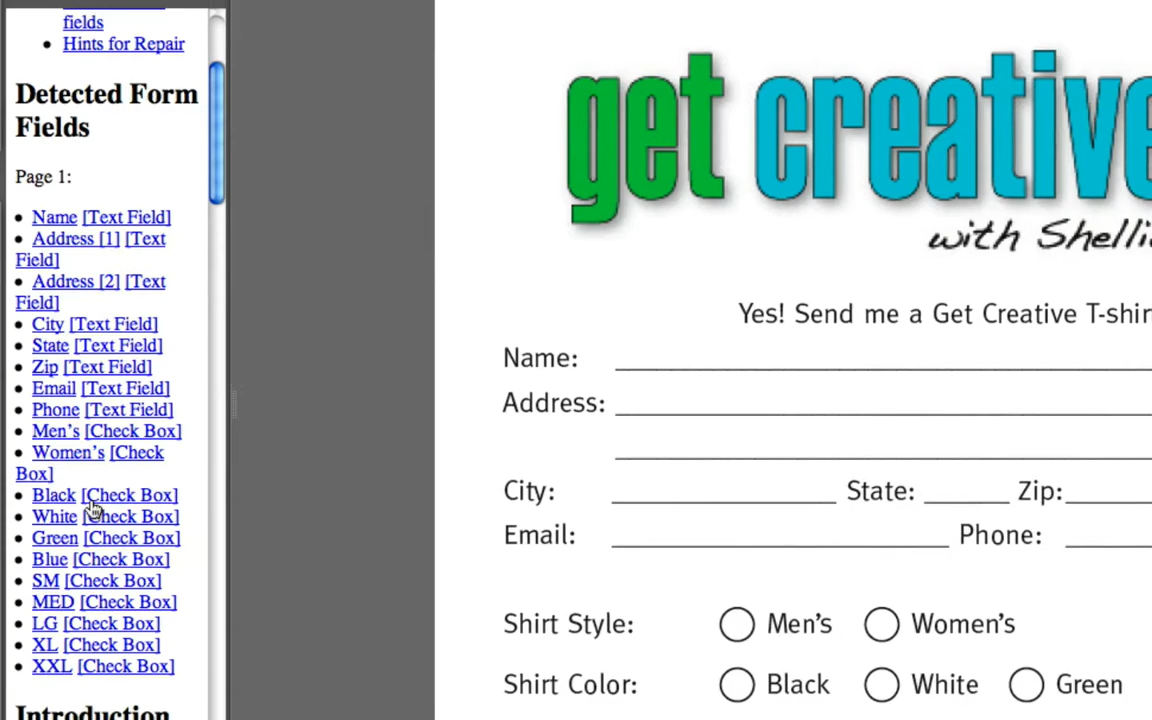 fields
• Hints for Repair
Detected Form
Fields
Page 1:
• Name [Text Field]
• Address [1] [Text
Field]
• Address [2] [Text
Field]
• City [Text Field]
• State [Text Field]
• Zip [Text Field]
• Email [Text Field]
• Phone [Text Field]
• Men’s [Check Box]
• Women’s [Check
Box]
• Black [Check Box]
• White [Check Box]
• Green [Check Box]
• Blue [Check Box]
• SM [Check Box]
• MED [Check Box]
• LG [Check Box]
• XL [Check Box]
• XXL [Check Box]
Introduction
get creative
with
Yes! Send me a Get Creative
Name:
Address:
City: State: Zip:
Email: Phone:
Shirt Style: Men’s Women’s
Shirt Color: Black White Green